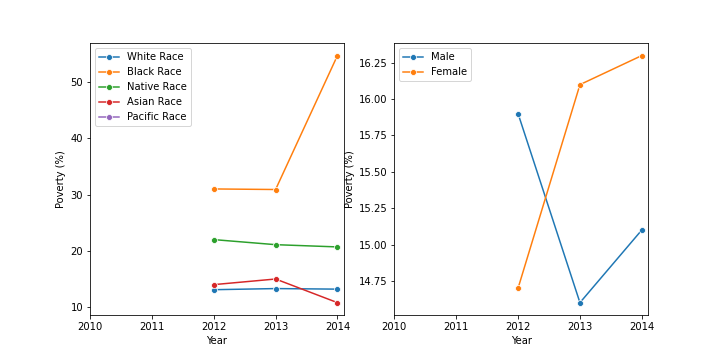 White Race
Black Race
Native Race
Asian Race
Pacific Race
Poverty (%)
50
40
30
20
10
2010 2011 2012 2013 2014
Year
Male
Female
Poverty (%)
16.25
16.00
15.75
15.50
15.25
15.00
14.75
2010 2011 2012 2013 2014
Year